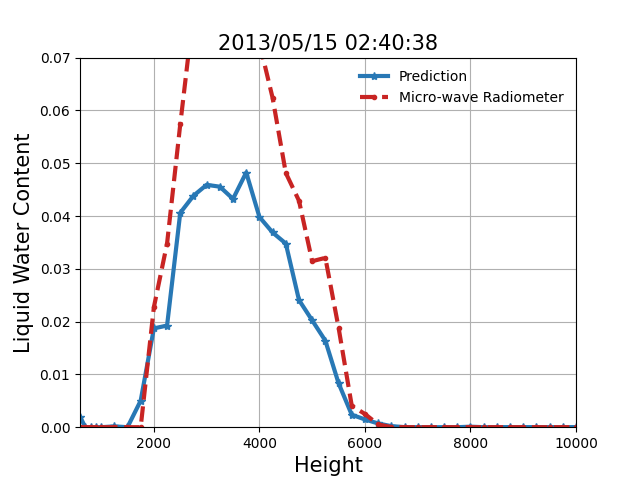 2013/05/15 02:40:38
Prediction
Micro-wave Radiometer
Liquid Water Content
0.07
0.06
0.05
0.04
0.03
0.02
0.01
0.00
2000 4000 6000 8000 10000
Height